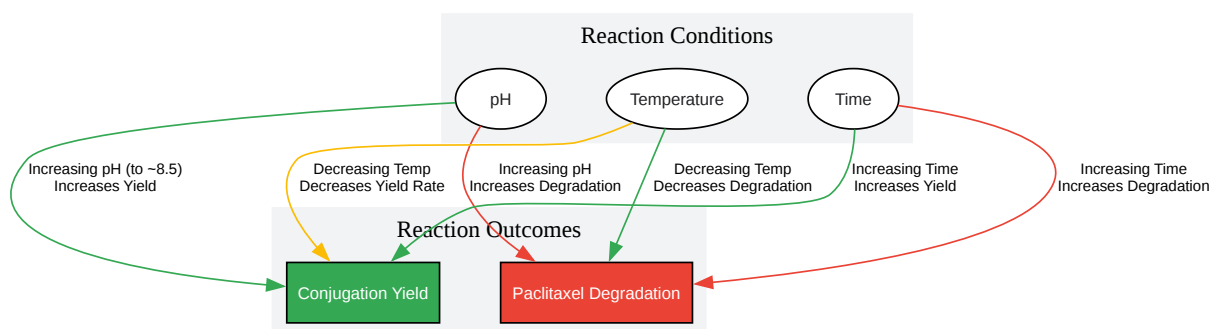 Reaction Conditions
pH
Temperature
Time
Increasing pH (to ~8.5)
Increases Yield
Decreasing Temp
Decreases Yield Rate
Increasing pH
Increases Degradation
Decreasing Temp
Decreases Degradation
Increasing Time
Increases Yield
Increasing Time
Increases Degradation
Reaction Outcomes
Conjugation Yield
Paclitaxel Degradation